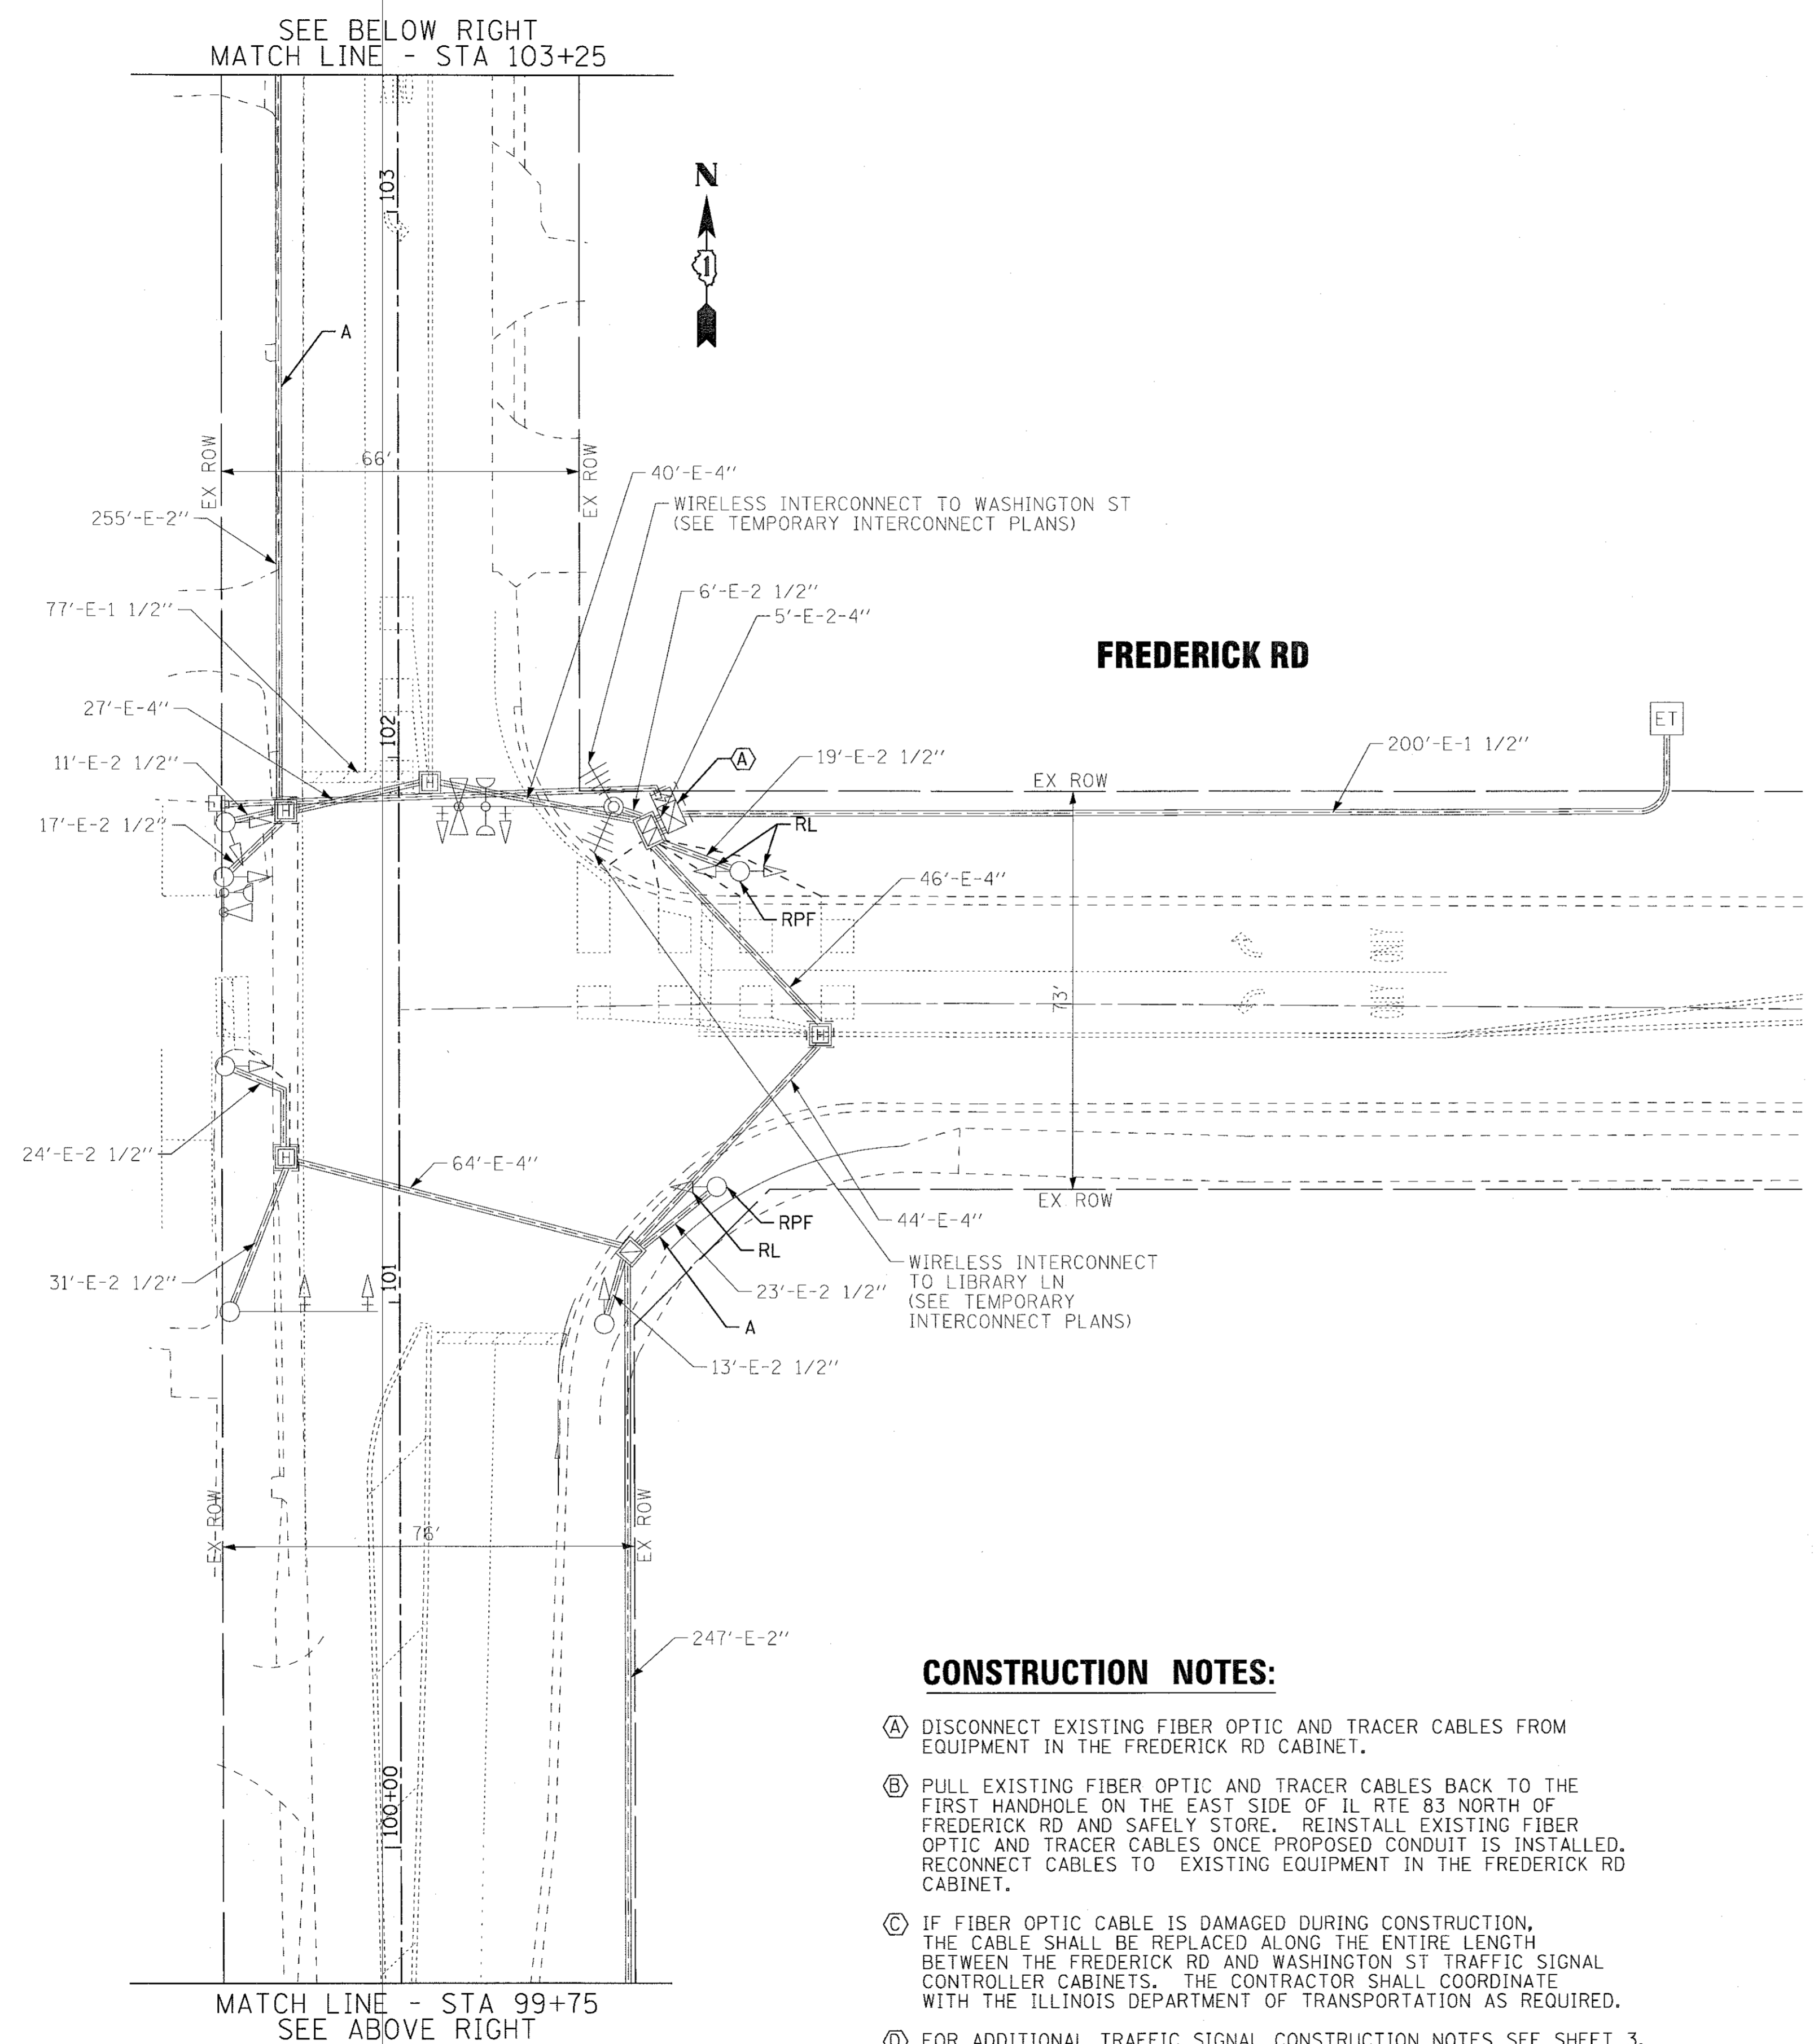 SEE BELOW RIGHT
MATCH LINE - STA 103+25
103
N
1
A
EX ROW
66'
EX ROW
40'-E-4"
WIRELESS INTERCONNECT TO WASHINGTON ST
(SEE TEMPORARY INTERCONNECT PLANS)
255'-E-2"
6'-E-2 1/2"
77'-E-1 1/2"
5'-E-2-4"
FREDERICK RD
27'-E-4"
102
ET
11'-E-2 1/2"
A
19'-E-2 1/2"
200'-E-1 1/2"
H
EX ROW
H
17'-E-2 1/2"
RL
46'-E-4"
RPF
73'
H
24'-E-2 1/2"
H
64'-E-4"
EX ROW
RPF
44'-E-4"
RL
WIRELESS INTERCONNECT
TO LIBRARY LN
(SEE TEMPORARY
INTERCONNECT PLANS)
31'-E-2 1/2"
101
23'-E-2 1/2"
A
13'-E-2 1/2"
EX ROW
76'
EX ROW
247'-E-2"
CONSTRUCTION NOTES:
A DISCONNECT EXISTING FIBER OPTIC AND TRACER CABLES FROM
EQUIPMENT IN THE FREDERICK RD CABINET.
100+00
B PULL EXISTING FIBER OPTIC AND TRACER CABLES BACK TO THE
FIRST HANDHOLE ON THE EAST SIDE OF IL RTE 83 NORTH OF
FREDERICK RD AND SAFELY STORE. REINSTALL EXISTING FIBER
OPTIC AND TRACER CABLES ONCE PROPOSED CONDUIT IS INSTALLED.
RECONNECT CABLES TO EXISTING EQUIPMENT IN THE FREDERICK RD
CABINET.
C IF FIBER OPTIC CABLE IS DAMAGED DURING CONSTRUCTION,
THE CABLE SHALL BE REPLACED ALONG THE ENTIRE LENGTH
BETWEEN THE FREDERICK RD AND WASHINGTON ST TRAFFIC SIGNAL
CONTROLLER CABINETS. THE CONTRACTOR SHALL COORDINATE
WITH THE ILLINOIS DEPARTMENT OF TRANSPORTATION AS REQUIRED.
MATCH LINE - STA 99+75
SEE ABOVE RIGHT
D FOR ADDITIONAL TRAFFIC SIGNAL CONSTRUCTION NOTES SEE SHEET 3.